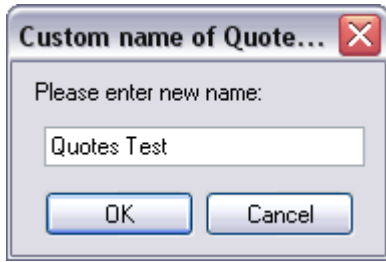 Custom name of Quote...
Please enter new name:
Quotes Test
OK
Cancel